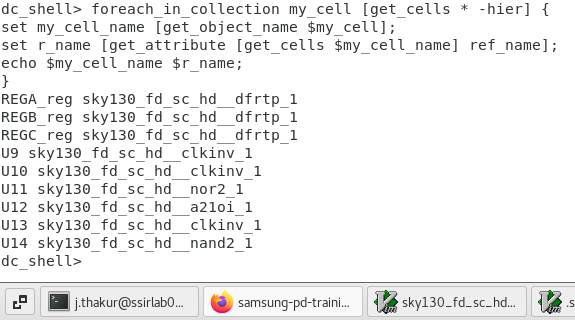 dc_shell> foreach_in_collection my_cell [get_cells * -hier] {
set my_cell_name [get_object_name $my_cell];
set r_name [get_attribute [get_cells $my_cell_name] ref_name];
echo $my_cell_name $r_name;
}
REGA_reg sky130_fd_sc_hd__dfrtp_1
REGB_reg sky130_fd_sc_hd__dfrtp_1
REGC_reg sky130_fd_sc_hd__dfrtp_1
U9 sky130_fd_sc_hd__clkinv_1
U10 sky130_fd_sc_hd__clkinv_1
U11 sky130_fd_sc_hd__nor2_1
U12 sky130_fd_sc_hd__a21oi_1
U13 sky130_fd_sc_hd__clkinv_1
U14 sky130_fd_sc_hd__nand2_1
dc_shell>
j.thakur@ssirlab0... samsung-pd-traini... sky130_fd_sc_hd... .s